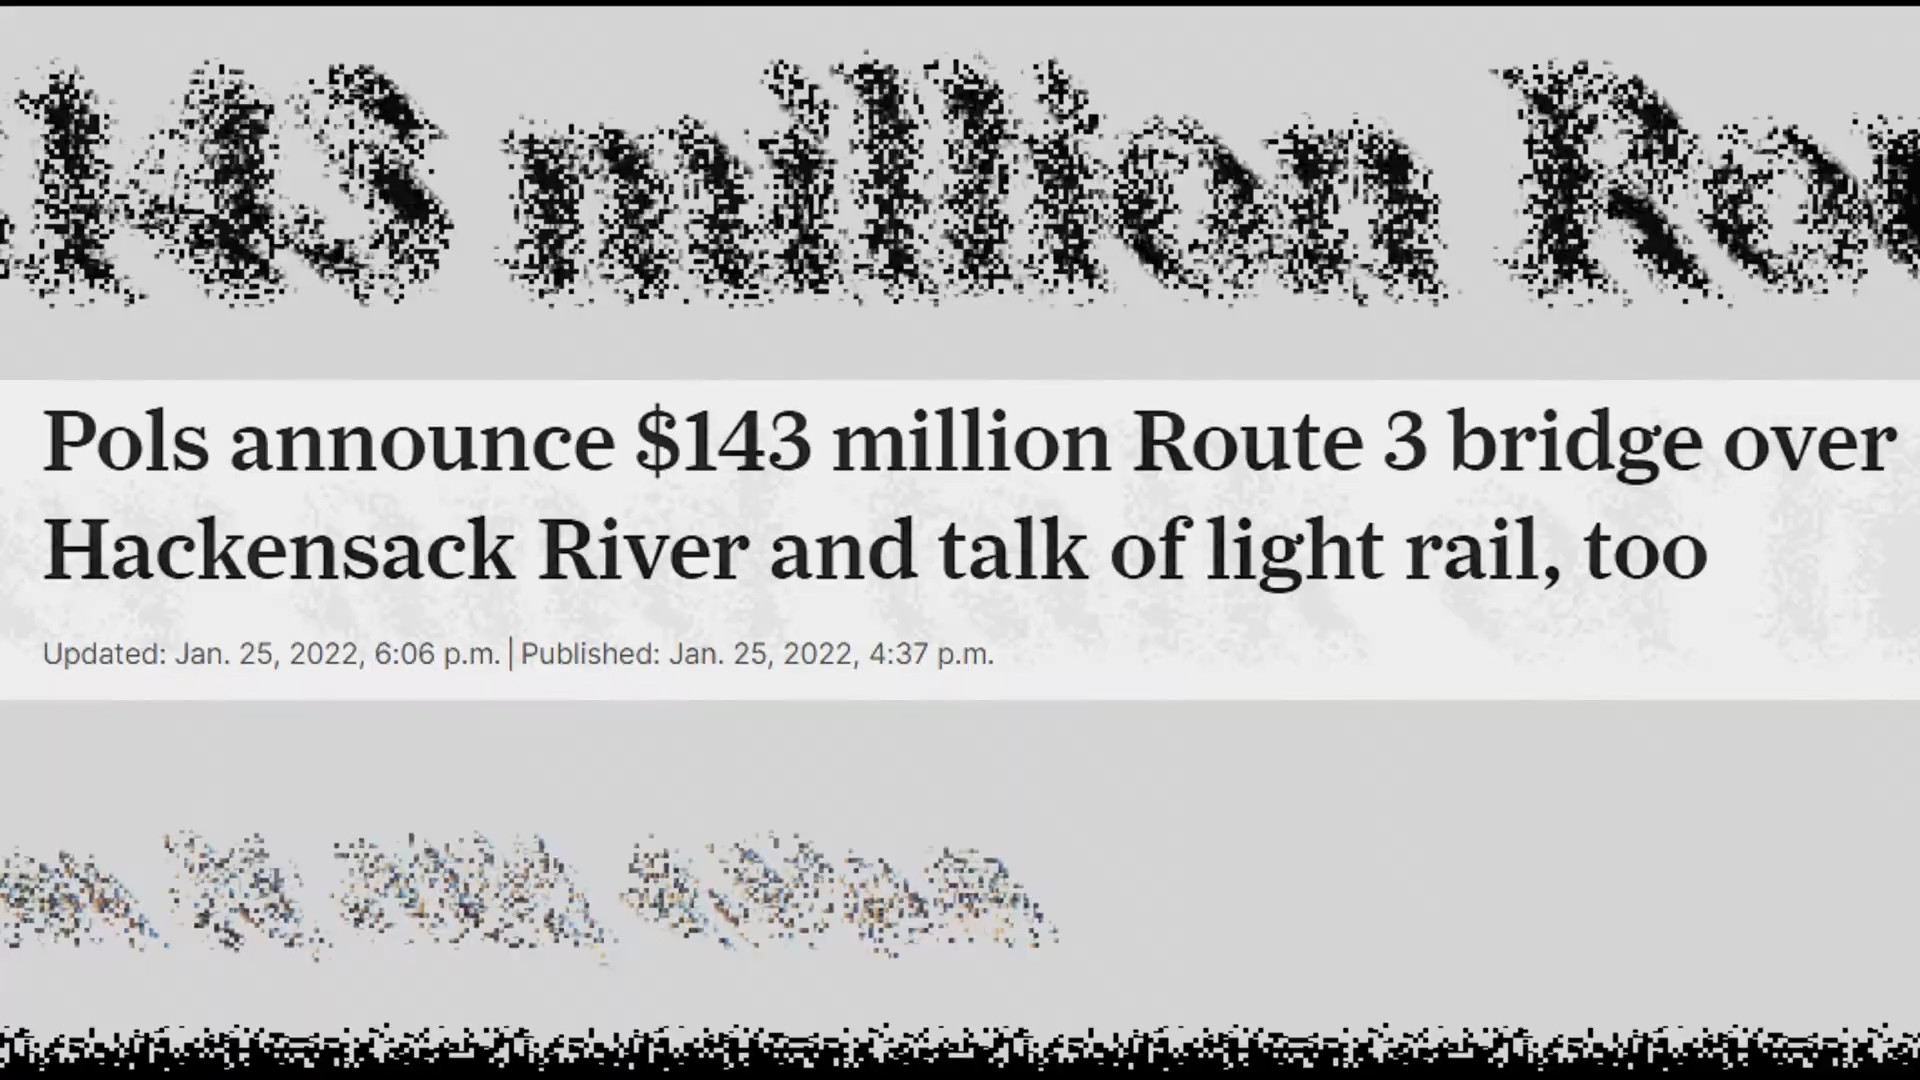 million
Pols announce $143 million Route 3 bridge over
Hackensack River and talk of light rail, too
Updated: Jan. 25, 2022, 6:06 p.m. | Published: Jan. 25, 2022, 4:37 p.m.